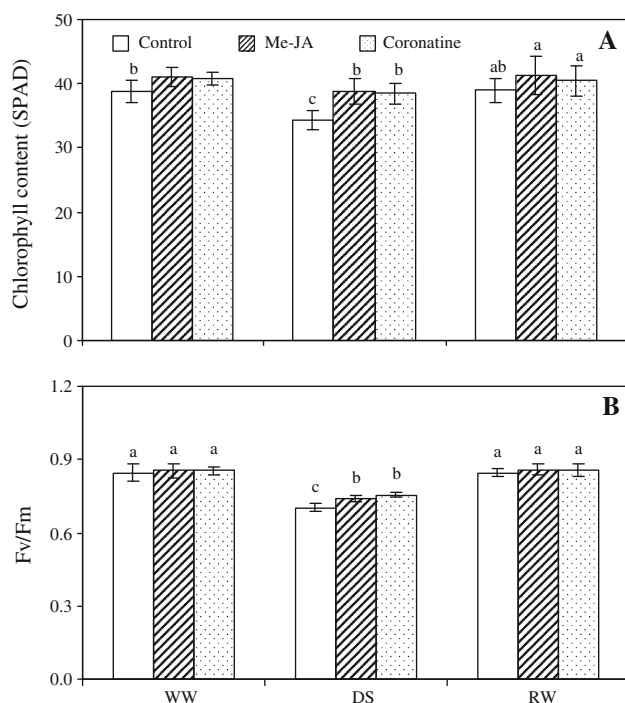 50
40
30
20
10
0
Chlorophyll content (SPAD)
Control Me-JA Coronatine
A
b c b b ab a a
1.2
0.9
0.6
0.3
0.0
Fv/Fm
B
a a a c b b a a a
WW DS RW